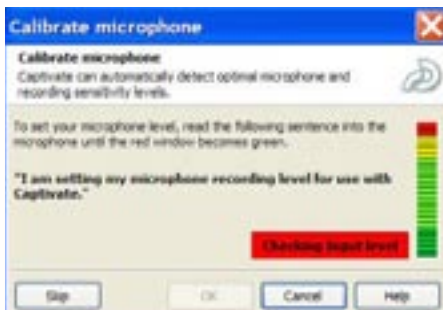 Calibrate microphone
Calibrate microphone
Captivate can automatically detect optimal microphone and
recording sensitivity levels.
To set your microphone level, read the following sentence into the
microphone until the red window becomes green.
"I am setting my microphone recording level for use with
Captivate."
Checking input level
Skip
OK
Cancel
Help